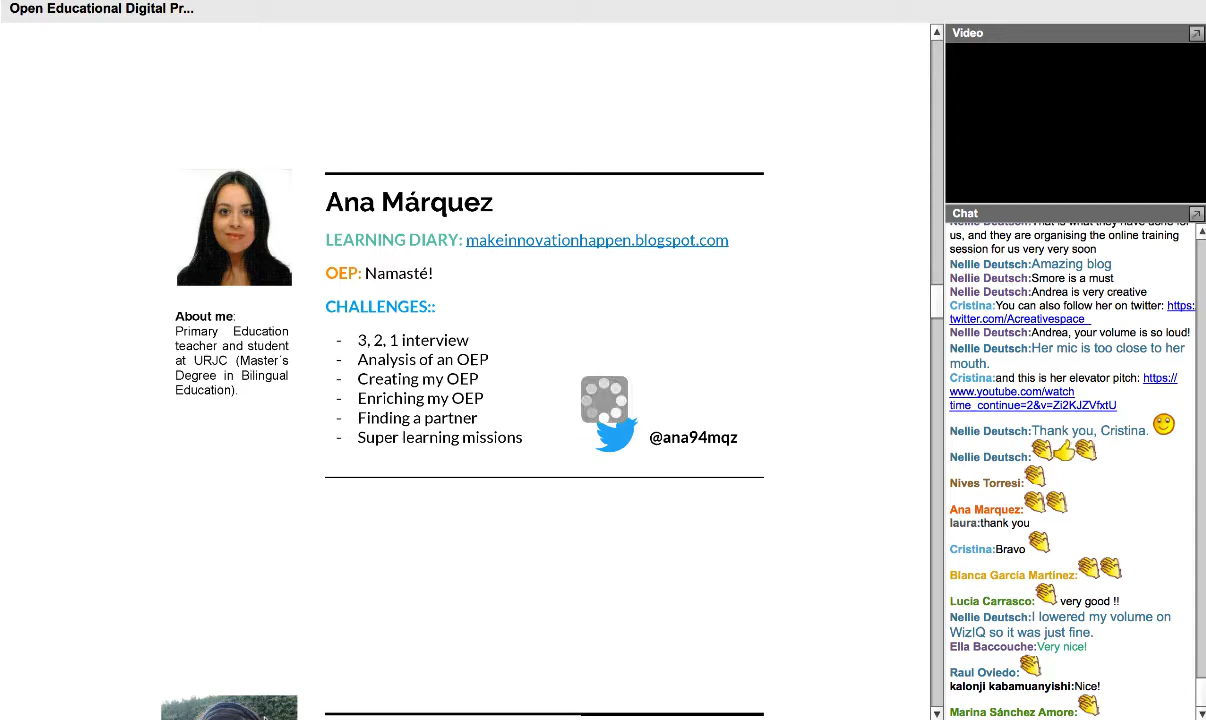 Open Educational Digital Pr...
Ana Márquez
LEARNING DIARY: makeinnovationhappen.blogspot.com
OEP: Namasté!
CHALLENGES::
- 3, 2, 1 interview
- Analysis of an OEP
- Creating my OEP
- Enriching my OEP
- Finding a partner
- Super learning missions
@ana94mqz
About me:
Primary Education
teacher and student
at URJC (Master´s
Degree in Bilingual
Education).
Video
Chat
us, and they are organising the online training
session for us very very soon
Nellie Deutsch:Amazing blog
Nellie Deutsch:Smore is a must
Nellie Deutsch:Andrea is very creative
Cristina:You can also follow her on twitter: https:
twitter.com/Acreativespace
Nellie Deutsch:Andrea, your volume is so loud!
Nellie Deutsch:Her mic is too close to her
mouth.
Cristina:and this is her elevator pitch: https://
www.youtube.com/watch
time_continue=2&v=Zi2KJZVfxtU
Nellie Deutsch:Thank you, Cristina.
Nellie Deutsch:
Nives Torresi:
Ana Marquez:
laura:thank you
Cristina:Bravo
Blanca García Martinez:
Lucia Carrasco: very good !!
Nellie Deutsch:I lowered my volume on
WizIQ so it was just fine.
Ella Baccouche:Very nice!
Raul Oviedo:
kalonji kabamuanyishi:Nice!
Marina Sánchez Amore: